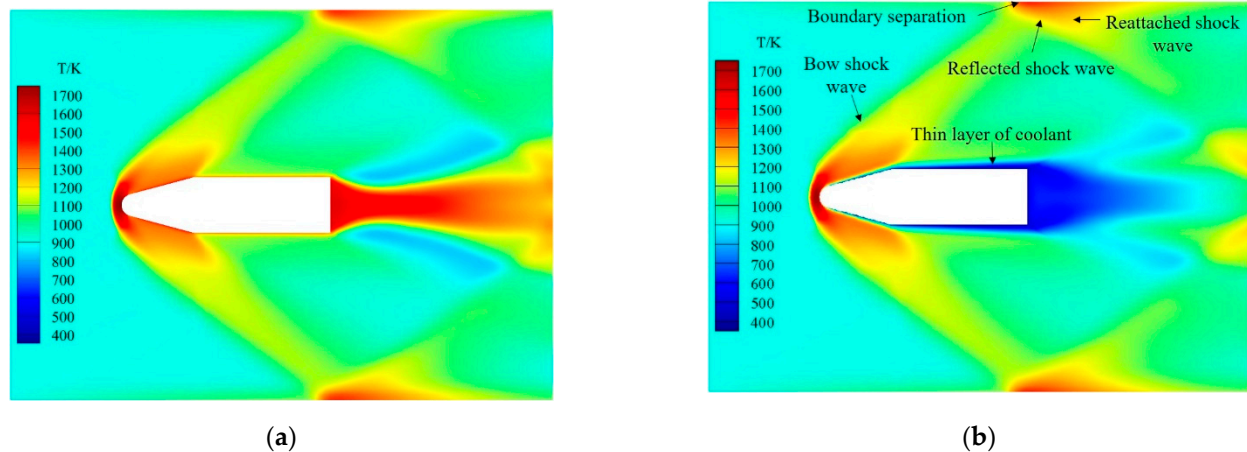 T/K
1700
1600
1500
1400
1300
1200
1100
1000
900
800
700
600
500
400
(a)
Boundary separation
Reattached shock
wave
Reflected shock wave
Bow shock
wave
Thin layer of coolant
T/K
1700
1600
1500
1400
1300
1200
1100
1000
900
800
700
600
500
400
(b)